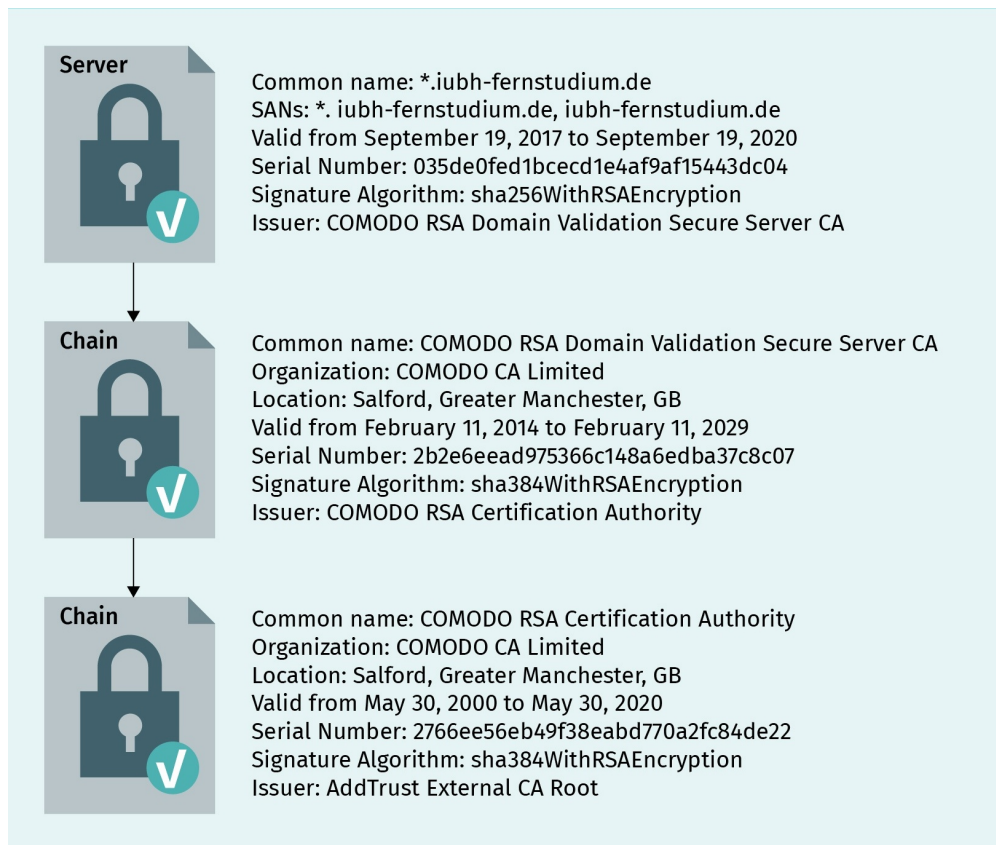 Server
Common name: *.iubh-fernstudium.de
SANs: *. iubh-fernstudium.de, iubh-fernstudium.de
Valid from September 19, 2017 to September 19, 2020
Serial Number: 035de0fed1bcecd1e4af9af15443dc04
Signature Algorithm: sha256WithRSAEncryption
Issuer: COMODO RSA Domain Validation Secure Server CA
Chain
Common name: COMODO RSA Domain Validation Secure Server CA
Organization: COMODO CA Limited
Location: Salford, Greater Manchester, GB
Valid from February 11, 2014 to February 11, 2029
Serial Number: 2b2e6eead975366c148a6edba37c8c07
Signature Algorithm: sha384WithRSAEncryption
Issuer: COMODO RSA Certification Authority
Chain
Common name: COMODO RSA Certification Authority
Organization: COMODO CA Limited
Location: Salford, Greater Manchester, GB
Valid from May 30, 2000 to May 30, 2020
Serial Number: 2766ee56eb49f38eabd770a2fc84de22
Signature Algorithm: sha384WithRSAEncryption
Issuer: AddTrust External CA Root